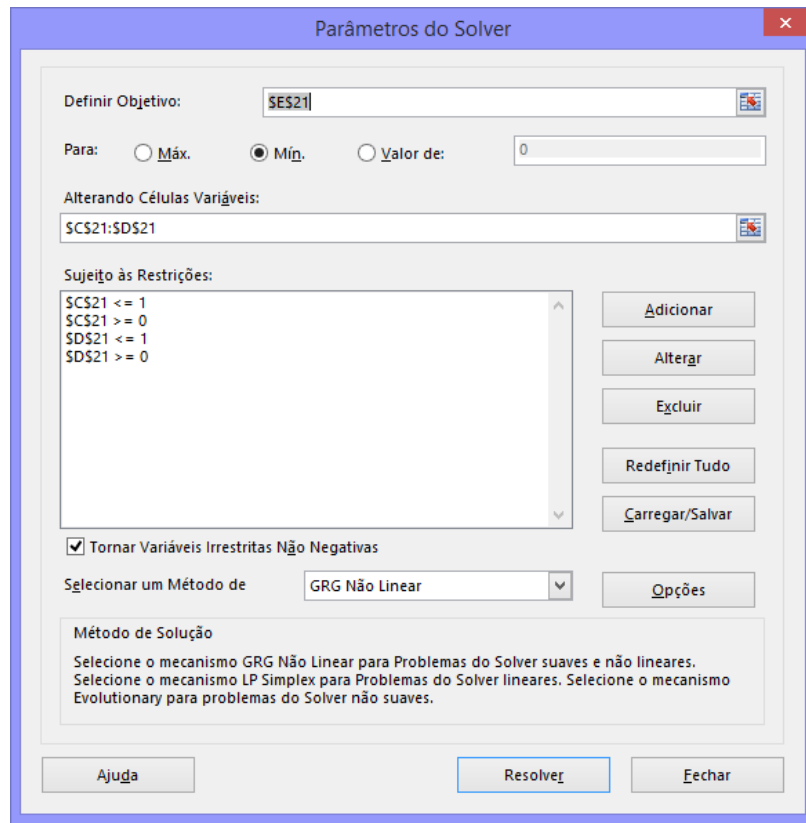 Parâmetros do Solver
Definir Objetivo: $E$21
Para: Máx. Mín. Valor de: 0
Alterando Células Variáveis:
$C$21:$D$21
Sujeito às Restrições:
$C$21 <= 1
$C$21 >= 0
$D$21 <= 1
$D$21 >= 0
Adicionar
Alterar
Excluir
Redefinir Tudo
Carregar/Salvar
Tornar Variáveis Irrestritas Não Negativas
Selecionar um Método de GRG Não Linear Opções
Método de Solução
Selecione o mecanismo GRG Não Linear para Problemas do Solver suaves e não lineares.
Selecione o mecanismo LP Simplex para Problemas do Solver lineares. Selecione o mecanismo
Evolutionary para problemas do Solver não suaves.
Ajuda Resolver Fechar